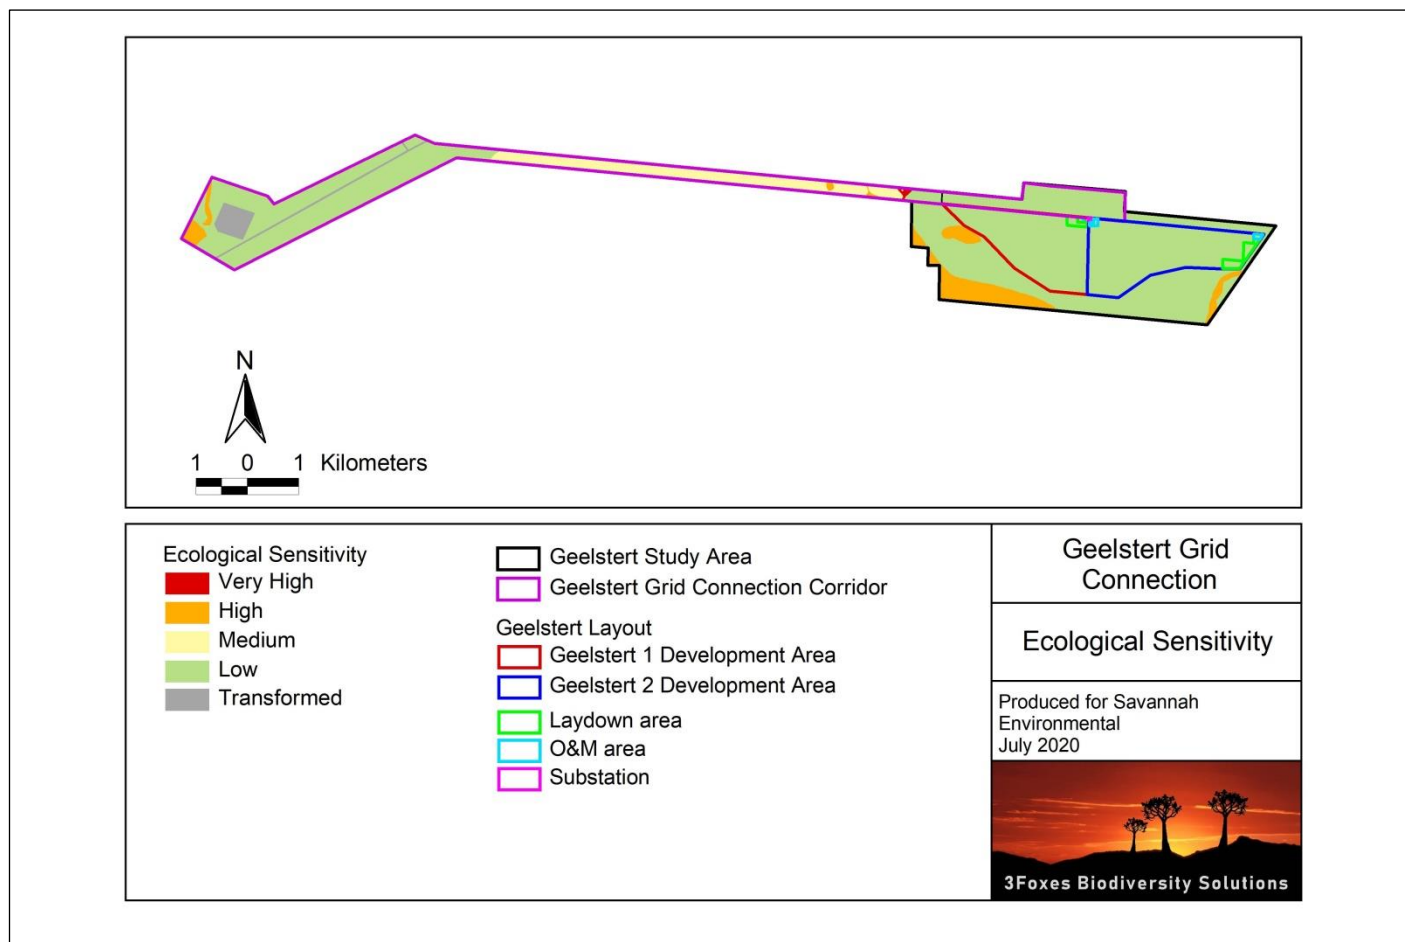 N
1 0 1 Kilometers
Ecological Sensitivity
Very High
High
Medium
Low
Transformed
Geelstert Study Area
Geelstert Grid Connection Corridor
Geelstert Layout
Geelstert 1 Development Area
Geelstert 2 Development Area
Laydown area
O&M area
Substation
Geelstert Grid
Connection
Ecological Sensitivity
Produced for Savannah
Environmental
July 2020
3Foxes Biodiversity Solutions